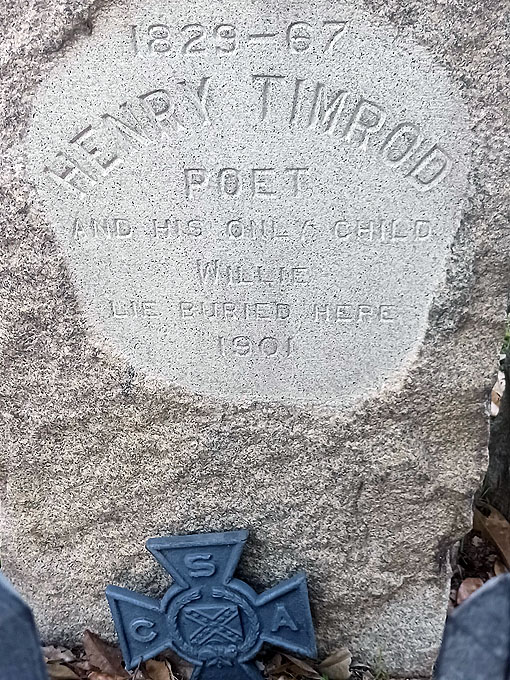 1829-67
HENRY TIMROD
POET
AND HIS ONLY CHILD
WILLIE
LIE BURIED HERE
1901
S
C A